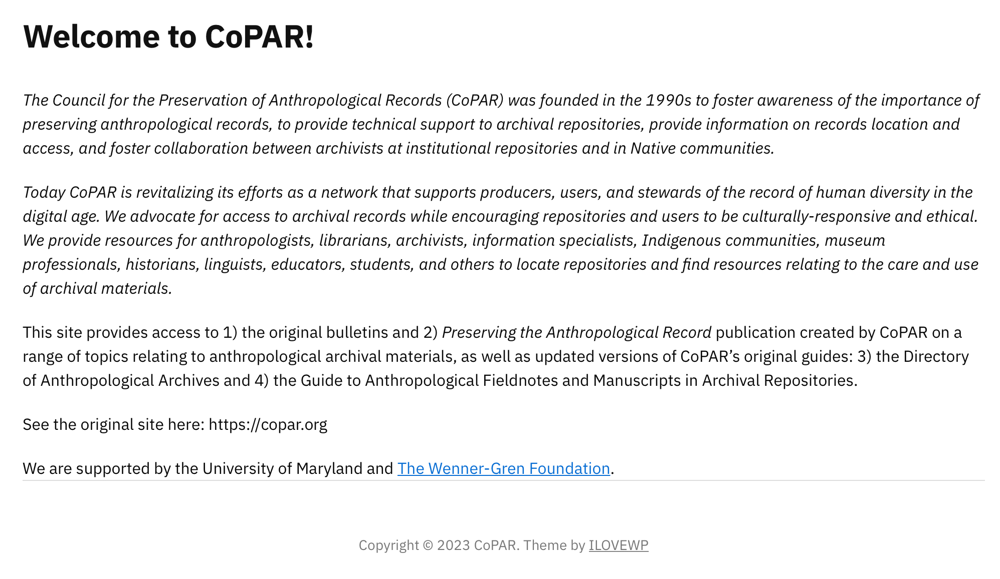 Welcome to CoPAR!
The Council for the Preservation of Anthropological Records (CoPAR) was founded in the 1990s to foster awareness of the importance of
preserving anthropological records, to provide technical support to archival repositories, provide information on records location and
access, and foster collaboration between archivists at institutional repositories and in Native communities.
Today CoPAR is revitalizing its efforts as a network that supports producers, users, and stewards of the record of human diversity in the
digital age. We advocate for access to archival records while encouraging repositories and users to be culturally-responsive and ethical.
We provide resources for anthropologists, librarians, archivists, information specialists, Indigenous communities, museum
professionals, historians, linguists, educators, students, and others to locate repositories and find resources relating to the care and use
of archival materials.
This site provides access to 1) the original bulletins and 2) Preserving the Anthropological Record publication created by CoPAR on a
range of topics relating to anthropological archival materials, as well as updated versions of CoPAR’s original guides: 3) the Directory
of Anthropological Archives and 4) the Guide to Anthropological Fieldnotes and Manuscripts in Archival Repositories.
See the original site here: https://copar.org
We are supported by the University of Maryland and The Wenner-Gren Foundation.
Copyright © 2023 CoPAR. Theme by ILOVEWP